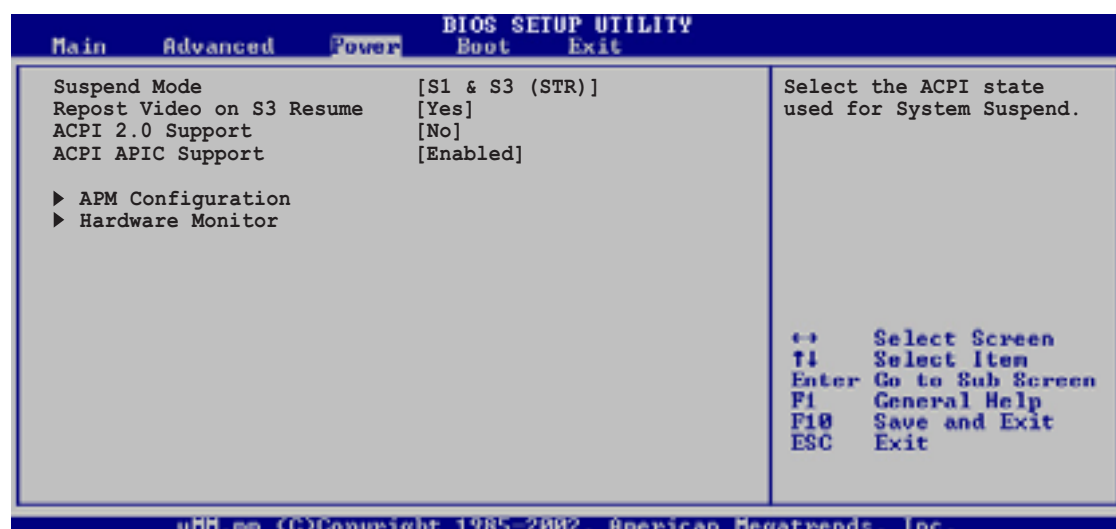 BIOS SETUP UTILITY
Main Advanced Power Boot Exit
Suspend Mode [S1 & S3 (STR)]
Repost Video on S3 Resume [Yes]
ACPI 2.0 Support [No]
ACPI APIC Support [Enabled]
▶ APM Configuration
▶ Hardware Monitor
Select the ACPI state
used for System Suspend.
←→ Select Screen
↑↓ Select Item
Enter Go to Sub Screen
F1 General Help
F10 Save and Exit
ESC Exit
(C)Copyright 1985-2002, American Megatrends, Inc